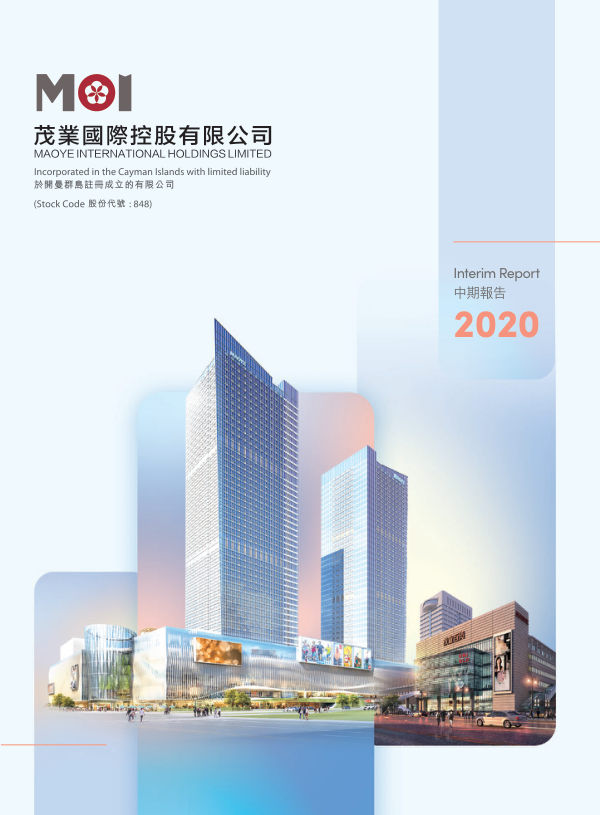 MOI
茂業國際控股有限公司
MAOYE INTERNATIONAL HOLDINGS LIMITED
Incorporated in the Cayman Islands with limited liability
於開曼群島註冊成立的有限公司
(Stock Code 股份代號 : 848)
Interim Report
中期報告
2020